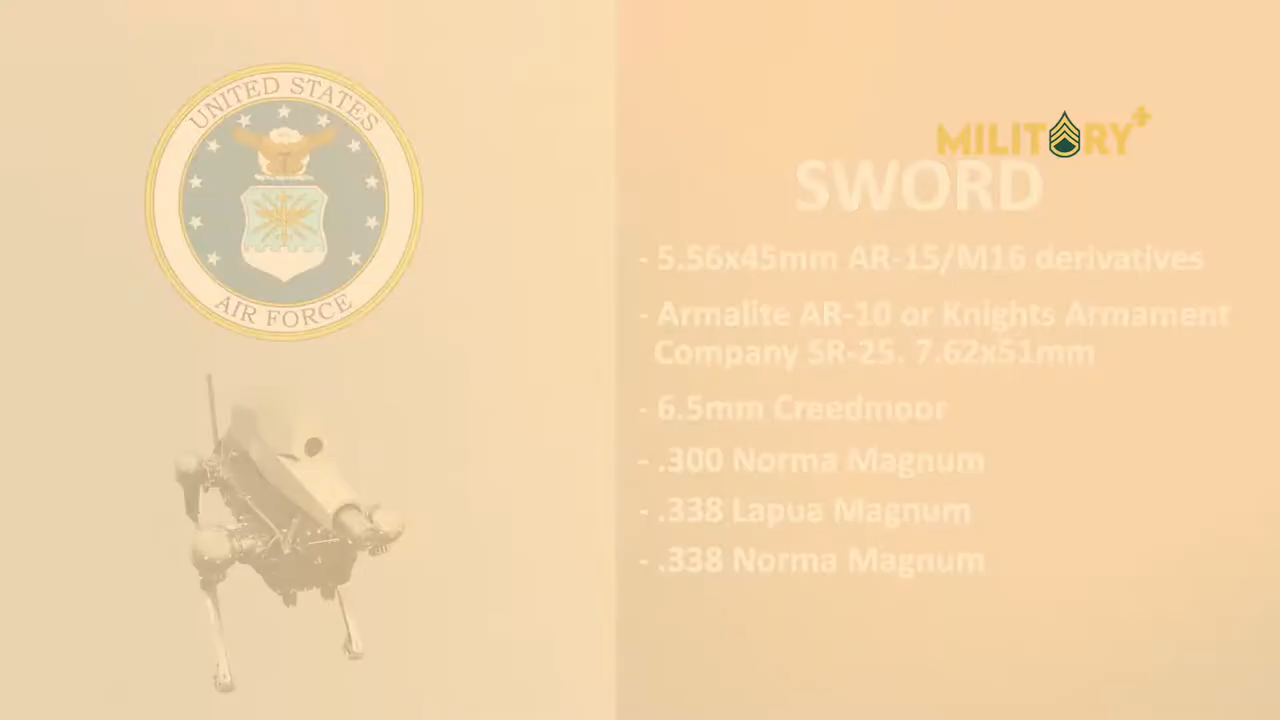 UNITED STATES
AIR FORCE
MILITARY+
SWORD
- 5.56x45mm AR-15/M16 derivatives
- Armalite AR-10 or Knights Armament
Company SR-25. 7.62x51mm
- 6.5mm Creedmoor
- .300 Norma Magnum
- .338 Lapua Magnum
- .338 Norma Magnum